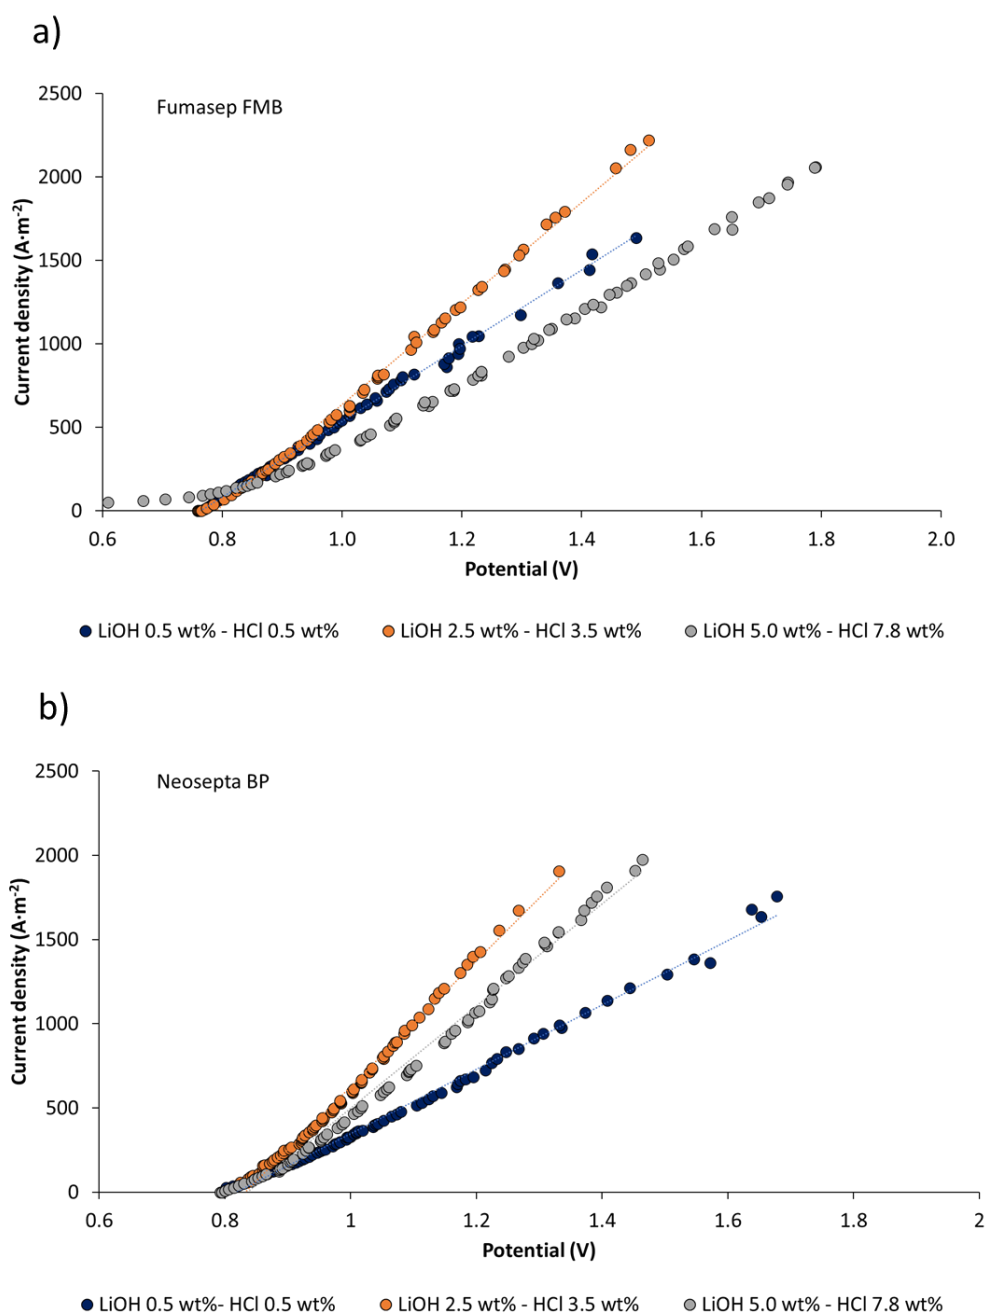 a)
Fumasep FMB
2500
2000
1500
1000
500
0
Current density (A·m-2)
0.6 0.8 1.0 1.2 1.4 1.6 1.8 2.0
Potential (V)
LiOH 0.5 wt% - HCl 0.5 wt% LiOH 2.5 wt% - HCl 3.5 wt% LiOH 5.0 wt% - HCl 7.8 wt%
b)
Neosepta BP
2500
2000
1500
1000
500
0
Current density (A·m-2)
0.6 0.8 1 1.2 1.4 1.6 1.8 2
Potential (V)
LiOH 0.5 wt%- HCl 0.5 wt% LiOH 2.5 wt% - HCl 3.5 wt% LiOH 5.0 wt% - HCl 7.8 wt%